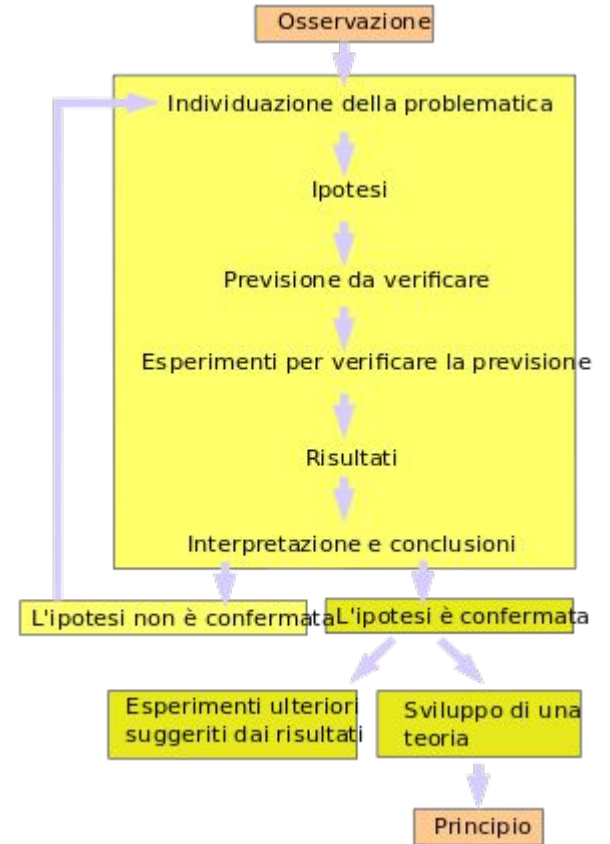 Osservazione
Individuazione della problematica
Ipotesi
Previsione da verificare
Esperimenti per verificare la previsione
Risultati
Interpretazione e conclusioni
L'ipotesi non è confermata
L'ipotesi è confermata
Esperimenti ulteriori
suggeriti dai risultati
Sviluppo di una
teoria
Principio